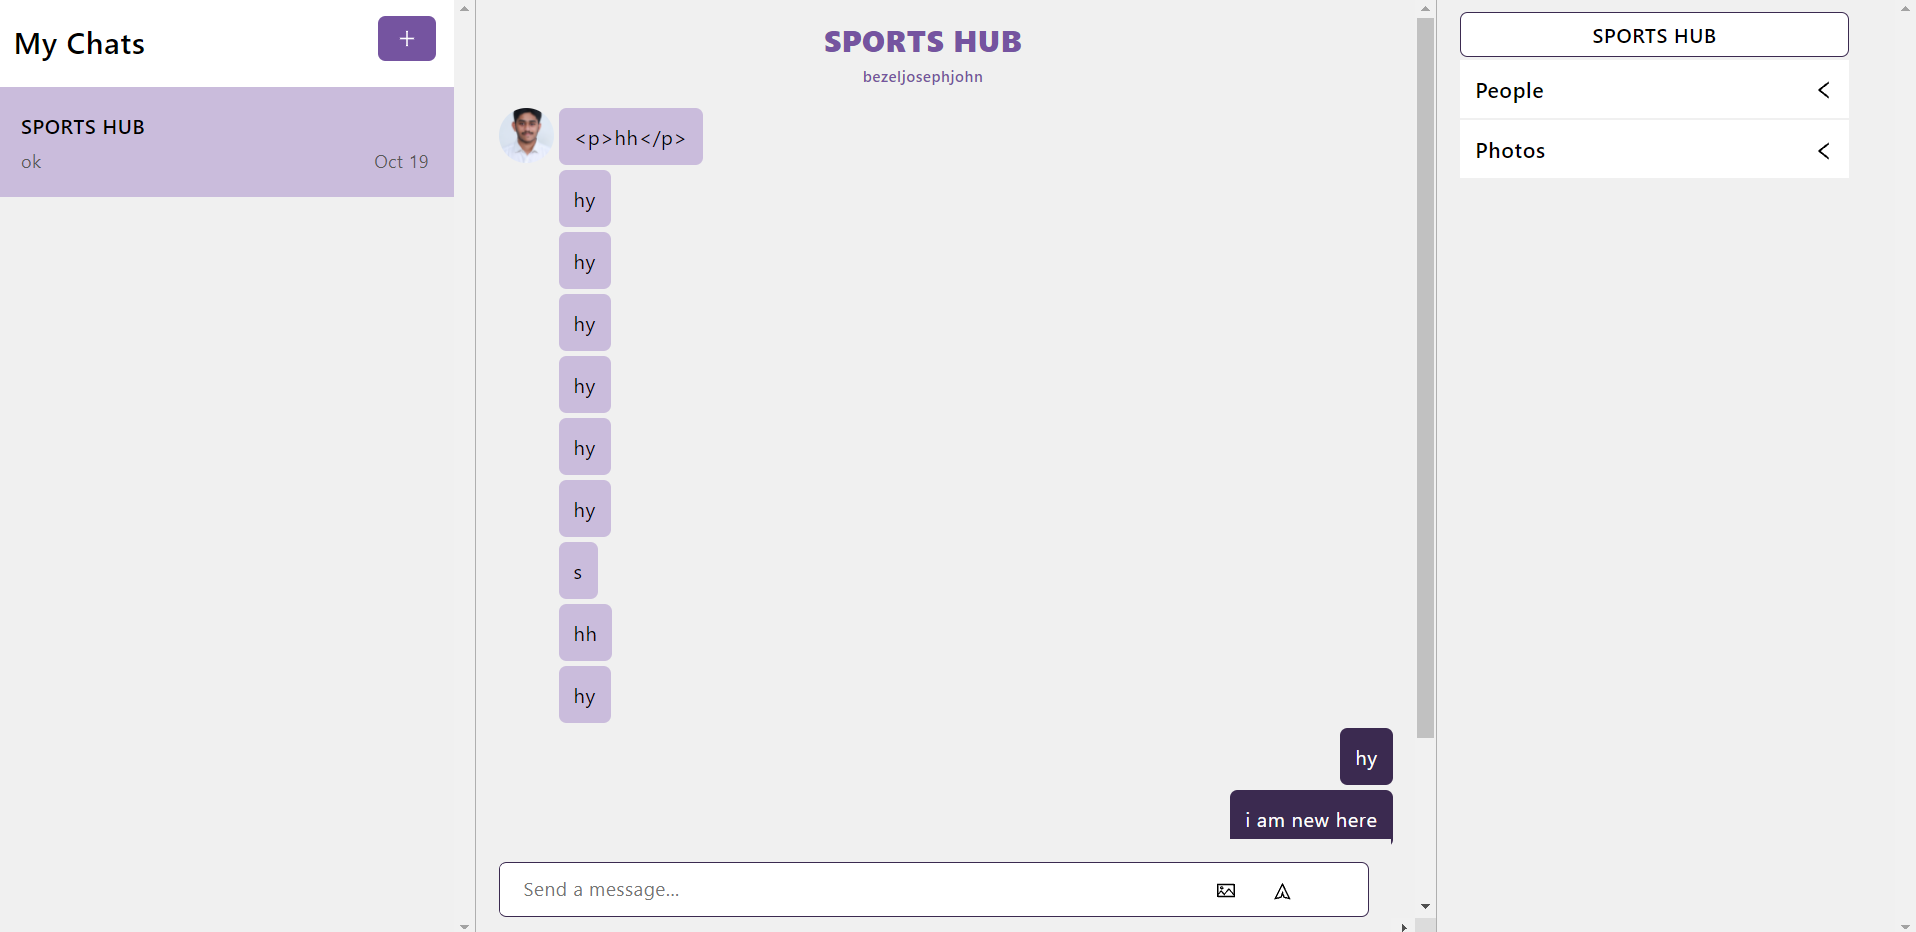 My Chats
+
SPORTS HUB
ok
Oct 19
SPORTS HUB
bezeljosephjohn
<p>hh</p>
hy
hy
hy
hy
hy
hy
s
hh
hy
hy
i am new here
Send a message...
SPORTS HUB
People
Photos